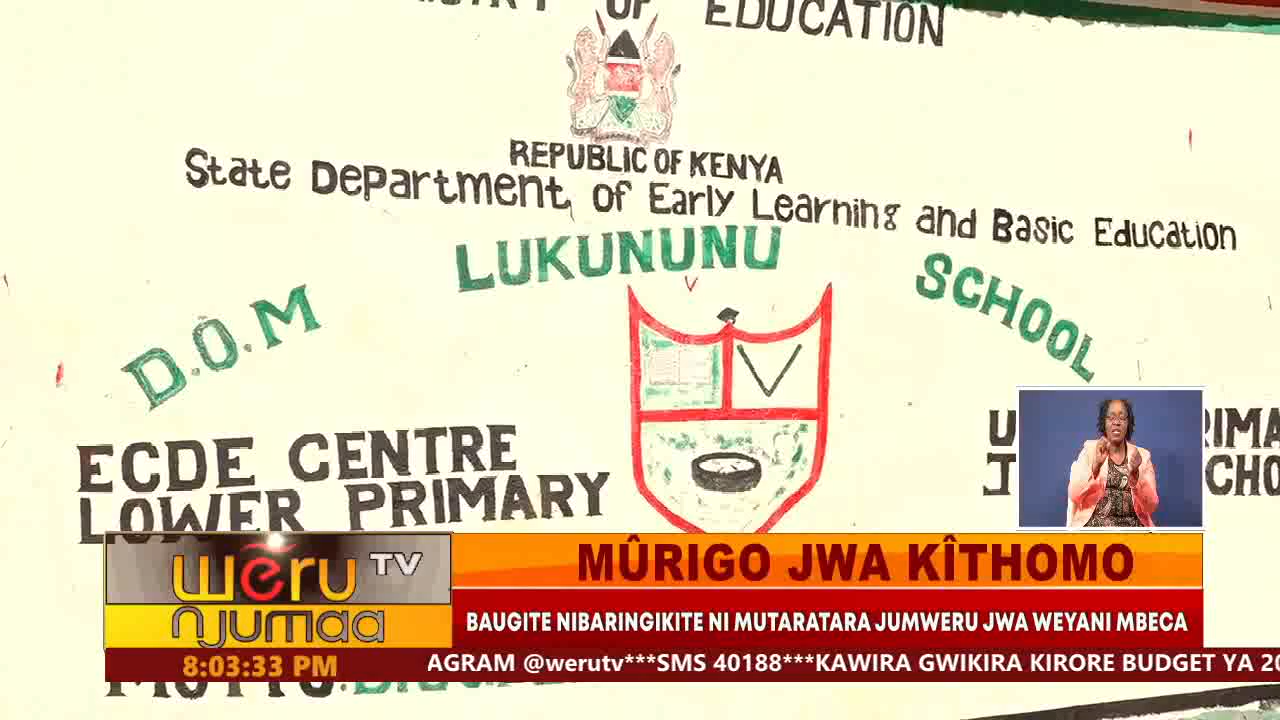 OF EDUCATION
REPUBLIC OF KENYA
State Department of Early Learning and Basic Education
D.O.M LUKUNUNU SCHOOL
ECDE CENTRE
LOWER PRIMARY
weru TV
njumaa
MÛRIGO JWA KÎTHOMO
BAUGITE NIBARINGIKITE NI MUTARATARA JUMWERU JWA WEYANI MBECA
8:03:33 PM
AGRAM @werutv***SMS 40188***KAWIRA GWIKIRA KIRORE BUDGET YA 20